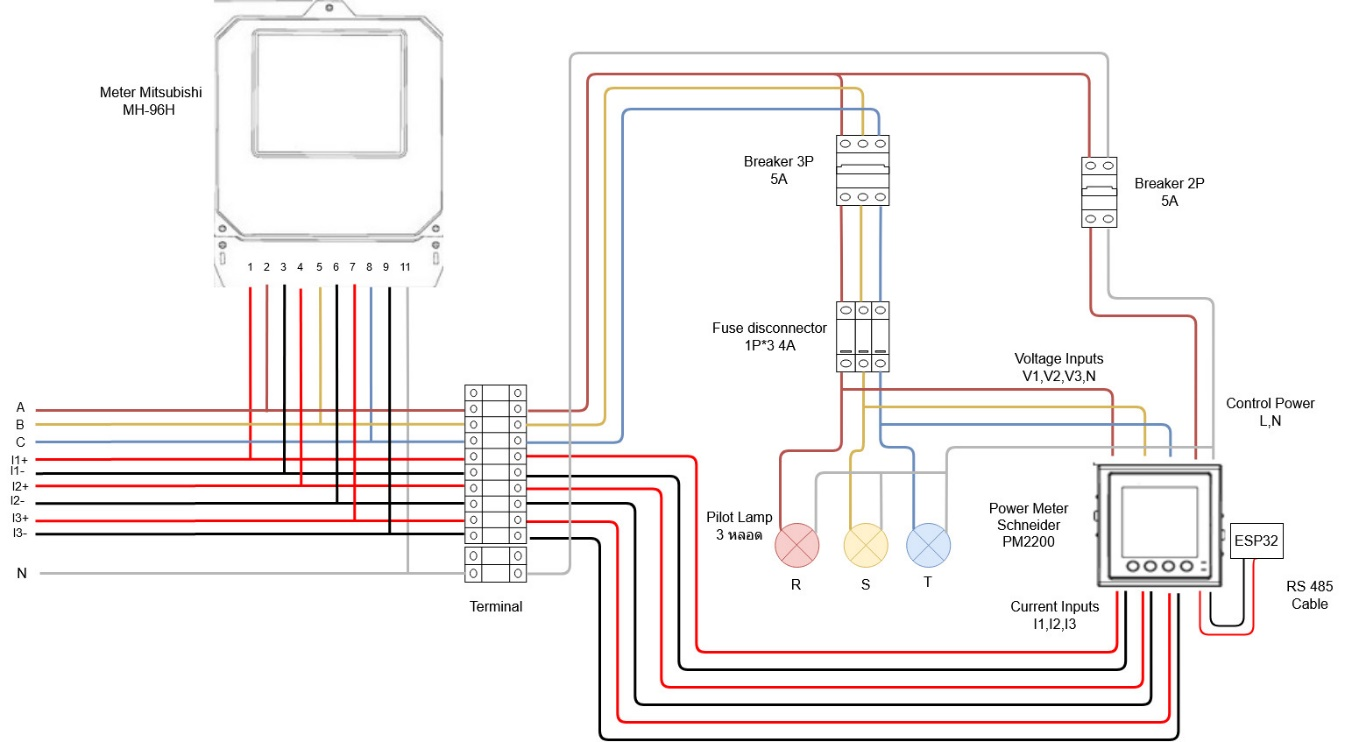 Meter Mitsubishi
MH-96H
1 2 3 4 5 6 7 8 9 11
A
B
C
I1+
I1-
I2+
I2-
I3+
I3-
N
Terminal
Breaker 3P
5A
Breaker 2P
5A
Fuse disconnector
1P*3 4A
Voltage Inputs
V1,V2,V3,N
Control Power
L,N
Pilot Lamp
3 หลอด
R
S
T
Power Meter
Schneider
PM2200
ESP32
RS 485
Cable
Current Inputs
I1,I2,I3